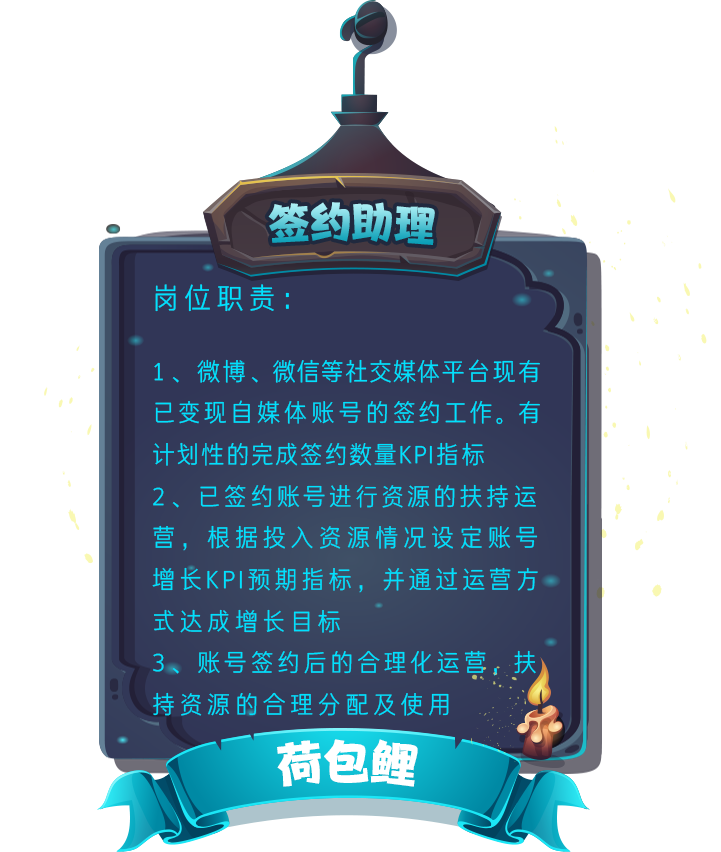 签约助理
岗位职责：
1、微博、微信等社交媒体平台现有
已变现自媒体账号的签约工作。有
计划性的完成签约数量KPI指标
2、已签约账号进行资源的扶持运
营，根据投入资源情况设定账号
增长KPI预期指标，并通过运营方
式达成增长目标
3、账号签约后的合理化运营，扶
持资源的合理分配及使用
荷包鲤